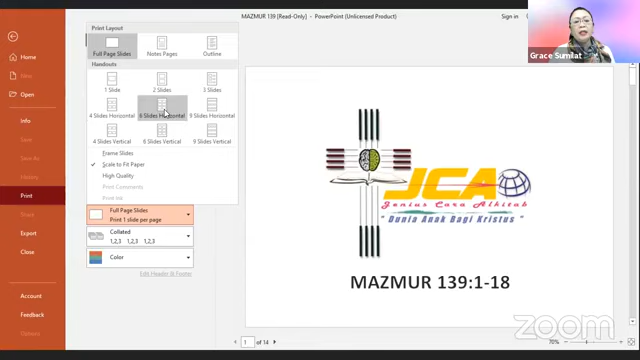 MAZMUR 139 [Read-Only] - PowerPoint (Unlicensed Product)
Sign in
Grace Sumilat
Home
New
Open
Info
Save
Save As
History
Print
Share
Export
Close
Account
Feedback
Options
Print Layout
Full Page Slides
Notes Pages
Outline
Handouts
1 Slide
2 Slides
3 Slides
4 Slides Horizontal
6 Slides Horizontal
9 Slides Horizontal
4 Slides Vertical
6 Slides Vertical
9 Slides Vertical
Frame Slides
Scale to Fit Paper
High Quality
Print Comments
Print Ink
Full Page Slides
Print 1 slide per page
Collated
1,2,3 1,2,3 1,2,3
Color
Edit Header & Footer
JCA
Jenius Cara Alkitab
"Dunia Anak Bagi Kristus"
MAZMUR 139:1-18
1 of 14
70%
zoom